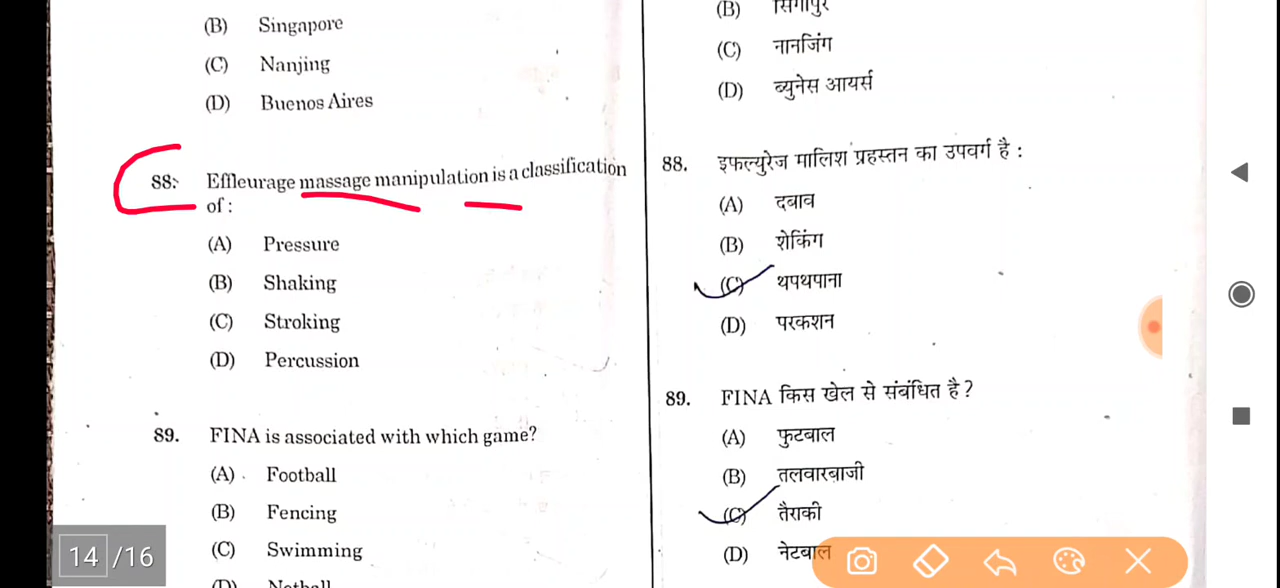 (B) Singapore
(C) Nanjing
(D) Buenos Aires
88. Effleurage massage manipulation is a classification
of :
(A) Pressure
(B) Shaking
(C) Stroking
(D) Percussion
89. FINA is associated with which game?
(A) Football
(B) Fencing
(C) Swimming
(D) Netball
(B) सिंगापुर
(C) नानजिंग
(D) ब्युनेस आयर्स
88. इफल्युरेज मालिश प्रहस्तन का उपवर्ग है :
(A) दबाव
(B) शेकिंग
(C) थपथपाना
(D) परकशन
89. FINA किस खेल से संबंधित है ?
(A) फुटबाल
(B) तलवारबाजी
(C) तैराकी
(D) नेटबाल
14 /16